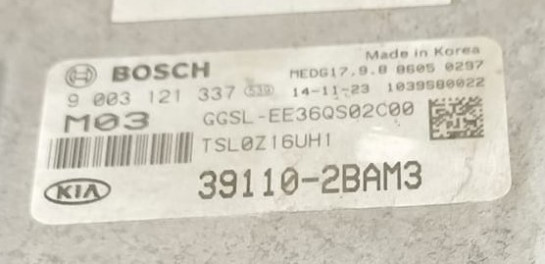 Made in Korea
BOSCH MEDG17.9.8 8605 0297
9 003 121 337 14-11-23 1039S80022
M03 GGSL-EE36QS02C00
TSL0Z16UH1
KIA 39110-2BAM3